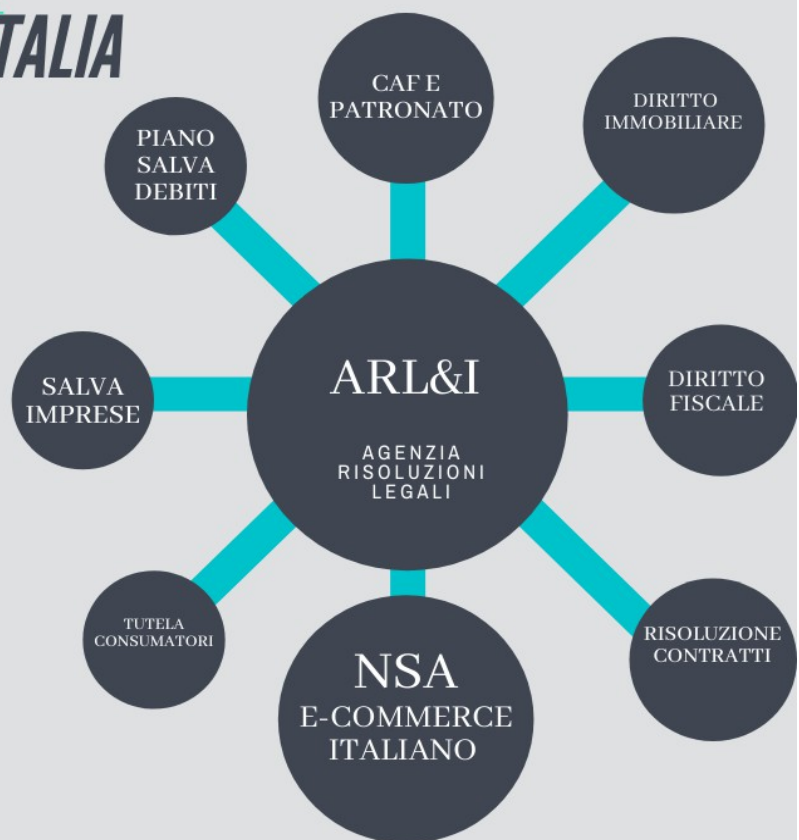 TALIA
CAF E
PATRONATO
DIRITTO
IMMOBILIARE
PIANO
SALVA
DEBITI
SALVA
IMPRESE
ARL&I
AGENZIA
RISOLUZIONI
LEGALI
DIRITTO
FISCALE
TUTELA
CONSUMATORI
NSA
E-COMMERCE
ITALIANO
RISOLUZIONE
CONTRATTI